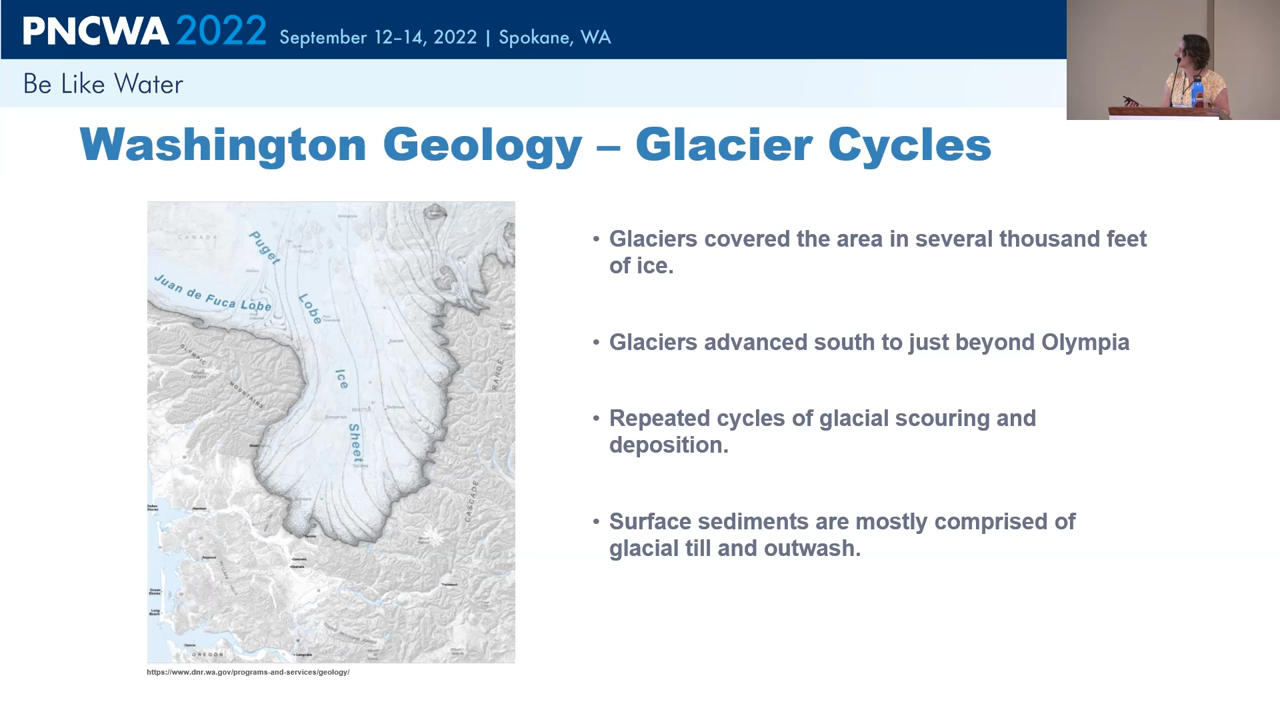 PNCWA 2022 September 12–14, 2022 | Spokane, WA
Be Like Water
Washington Geology – Glacier Cycles
CANADA
Puget
Lobe
Ice
Sheet
Juan de Fuca Lobe
OLYMPIC
MOUNTAINS
CASCADE
RANGE
OREGON
• Glaciers covered the area in several thousand feet
of ice.
• Glaciers advanced south to just beyond Olympia
• Repeated cycles of glacial scouring and
deposition.
• Surface sediments are mostly comprised of
glacial till and outwash.
https://www.dnr.wa.gov/programs-and-services/geology/